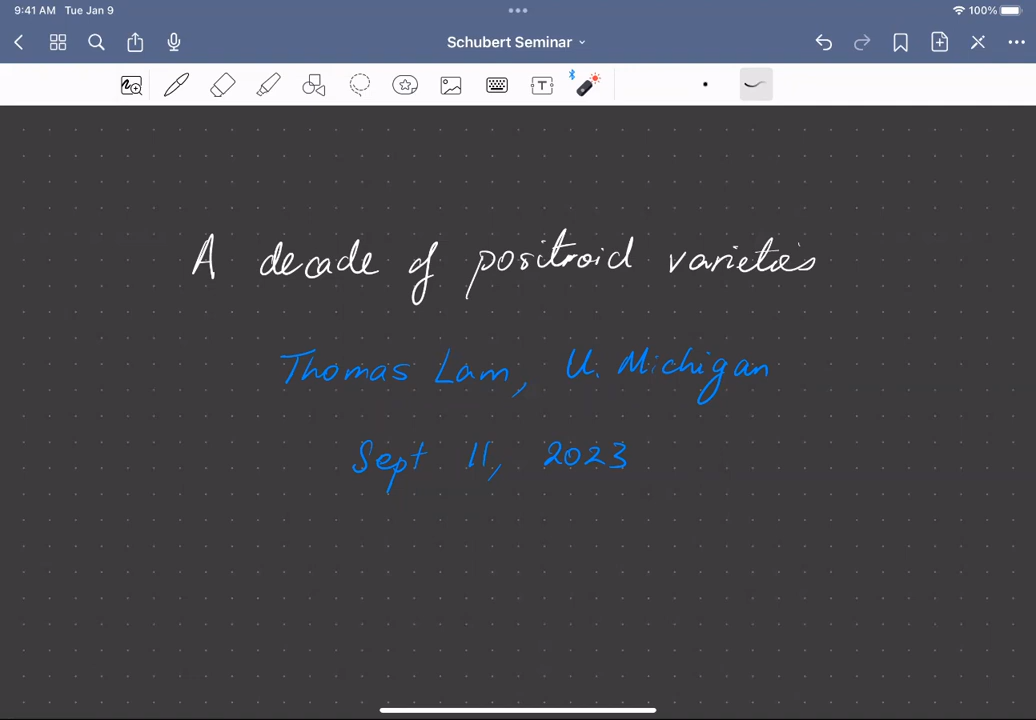 9:41 AM Tue Jan 9
100%
Schubert Seminar
T
A decade of positroid varieties
Thomas Lam, U. Michigan
Sept 11, 2023